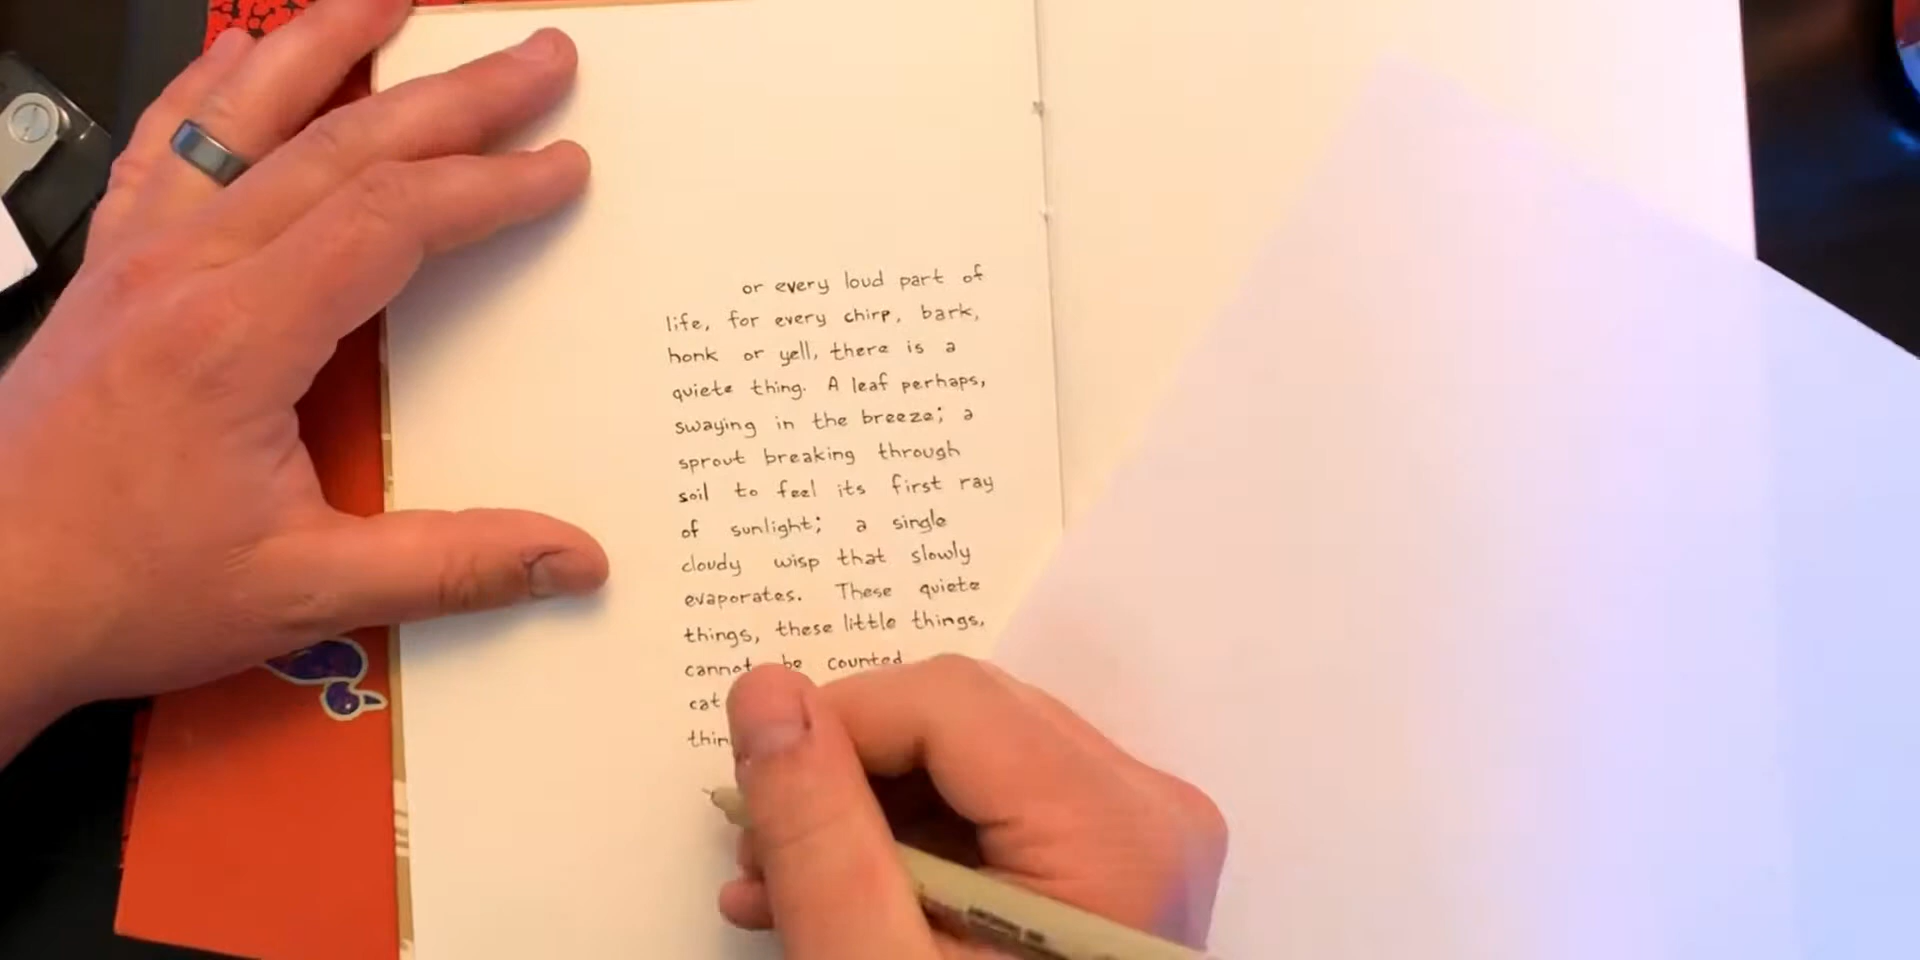 or every loud part of
life, for every chirp, bark,
honk or yell, there is a
quiete thing. A leaf perhaps,
swaying in the breeze; a
sprout breaking through
soil to feel its first ray
of sunlight; a single
cloudy wisp that slowly
evaporates. These quiete
things, these little things,
cannot be counted
cat